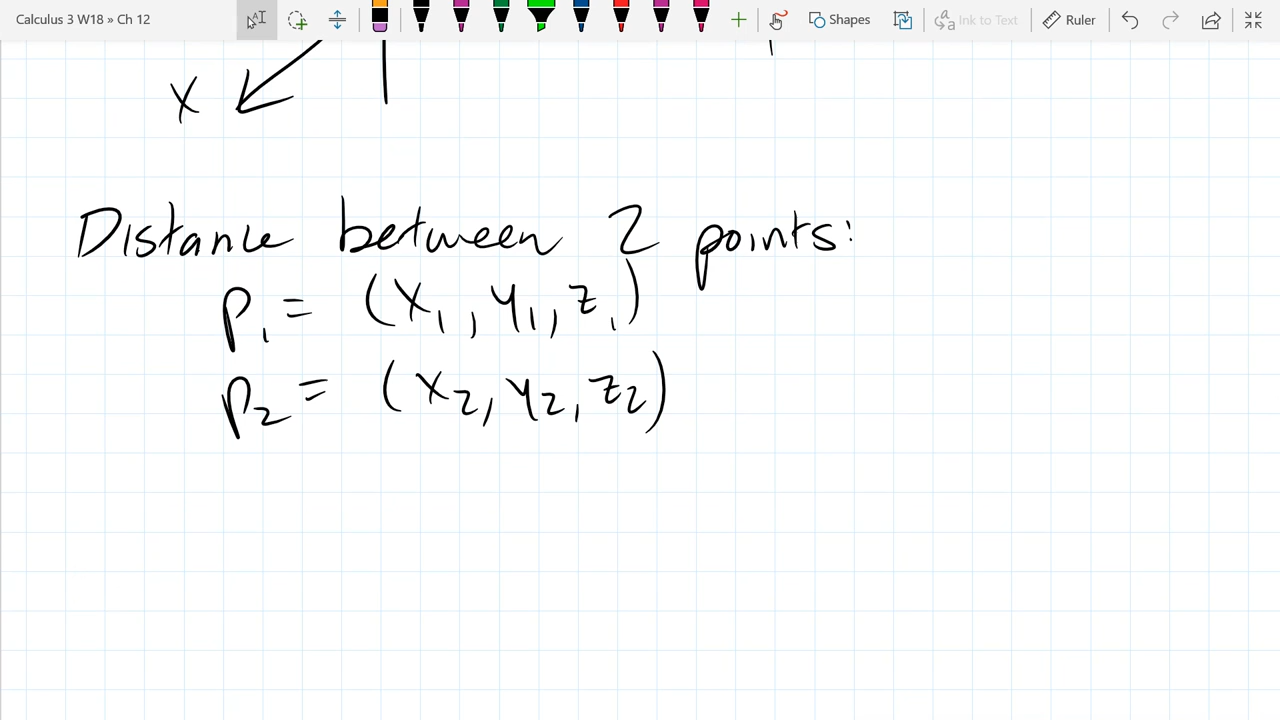 Calculus 3 W18 » Ch 12
Shapes
Ink to Text
Ruler
x
Distance between 2 points:
P₁ = (x₁, y₁, z₁)
P₂ = (x₂, y₂, z₂)